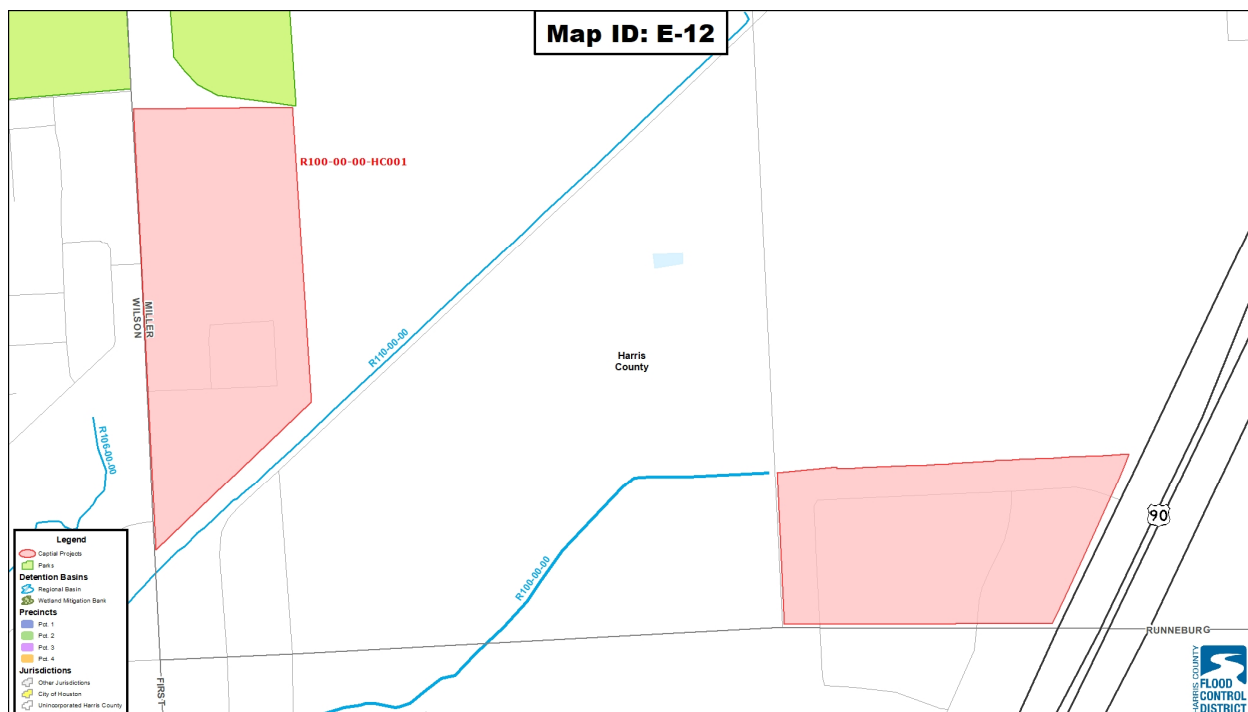 Map ID: E-12
R100-00-00-HC001
MILLER
WILSON
R110-00-00
Harris
County
R106-00-00
R100-00-00
90
RUNNEBURG
FIRST
Legend
Captial Projects
Parks
Detention Basins
Regional Basin
Wetland Mitigation Bank
Precincts
Pct. 1
Pct. 2
Pct. 3
Pct. 4
Jurisdictions
Other Jurisdictions
City of Houston
Unincorporated Harris County
HARRIS COUNTY
FLOOD
CONTROL
DISTRICT